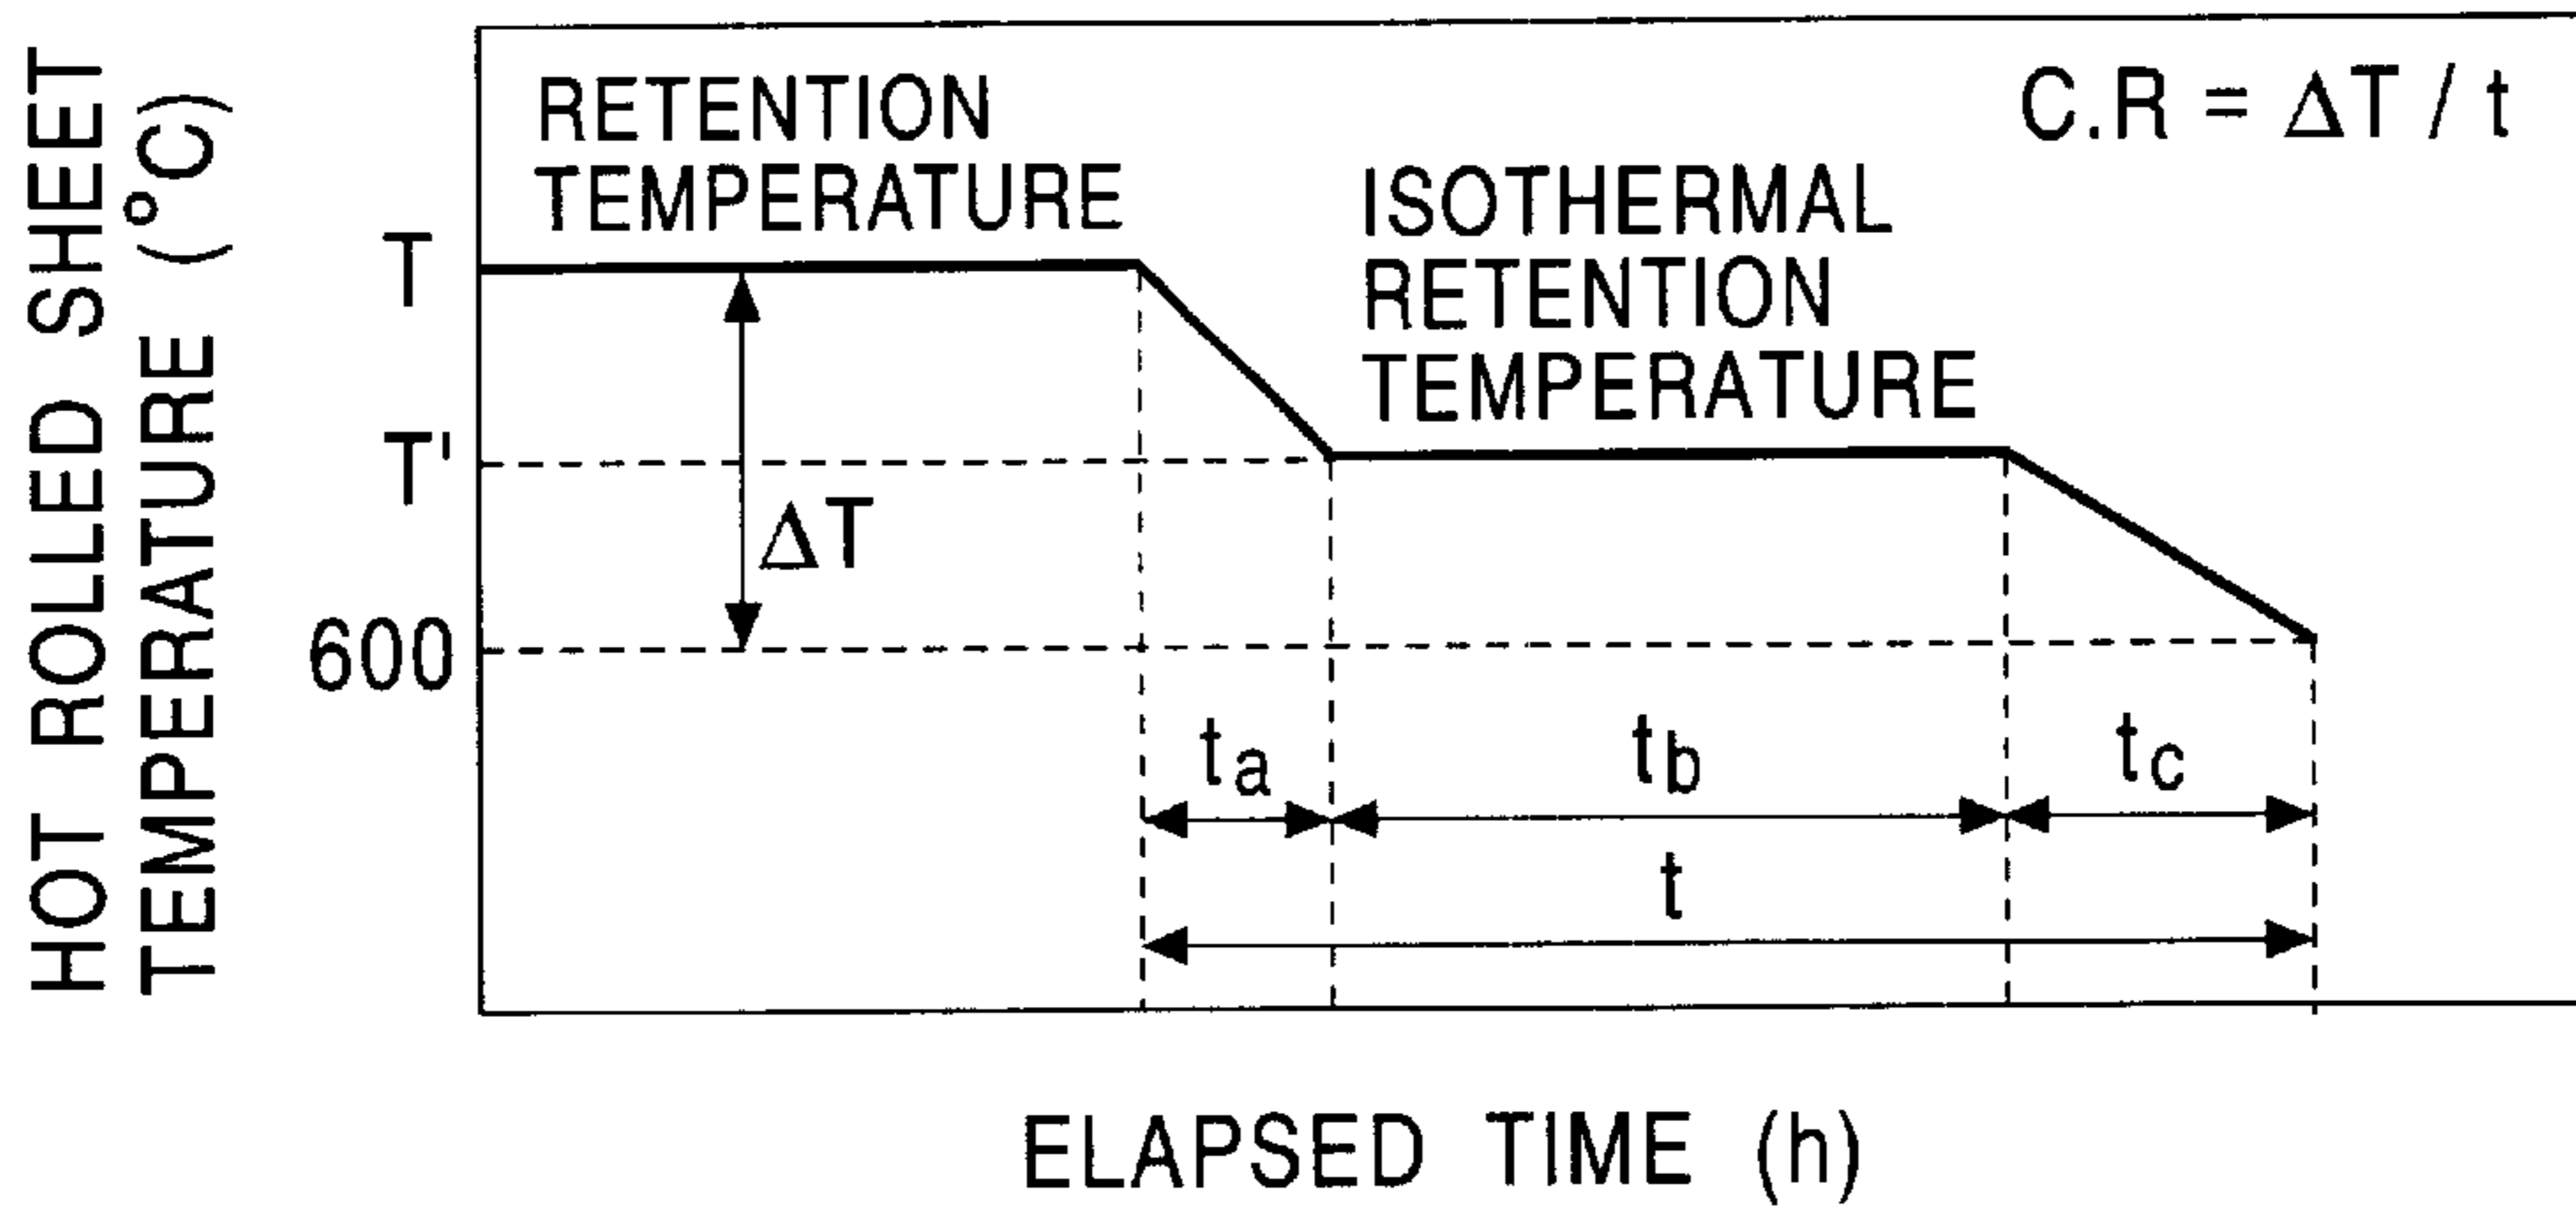 HOT ROLLED SHEET
TEMPERATURE (°C)
RETENTION
TEMPERATURE
C.R = ΔT / t
ISOTHERMAL
RETENTION
TEMPERATURE
T
T'
ΔT
600
ta
tb
tc
t
ELAPSED TIME (h)